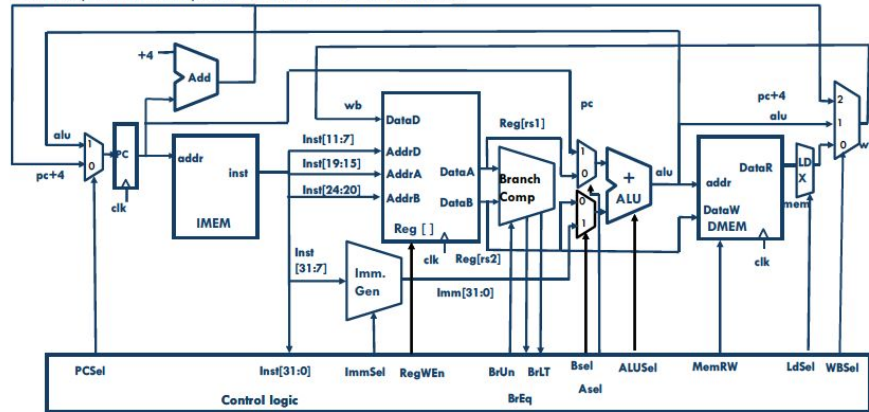 +4
Add
alu
1
0
pc+4
PC
clk
addr
inst
IMEM
Inst[11:7]
Inst[19:15]
Inst[24:20]
Inst
[31:7]
wb
DataD
AddrD
AddrA
AddrB
DataA
DataB
Reg [ ]
clk
Reg[rs1]
Reg[rs2]
Branch
Comp
Imm.
Gen
Imm[31:0]
pc
1
0
0
1
+
ALU
alu
addr
DataR
DataW
DMEM
clk
LD
X
mem
pc+4
alu
2
1
0
w
PCSel
Inst[31:0]
ImmSel
RegWEn
BrUn
BrEq
BrLT
Bsel
Asel
ALUSel
MemRW
LdSel
WBSel
Control logic